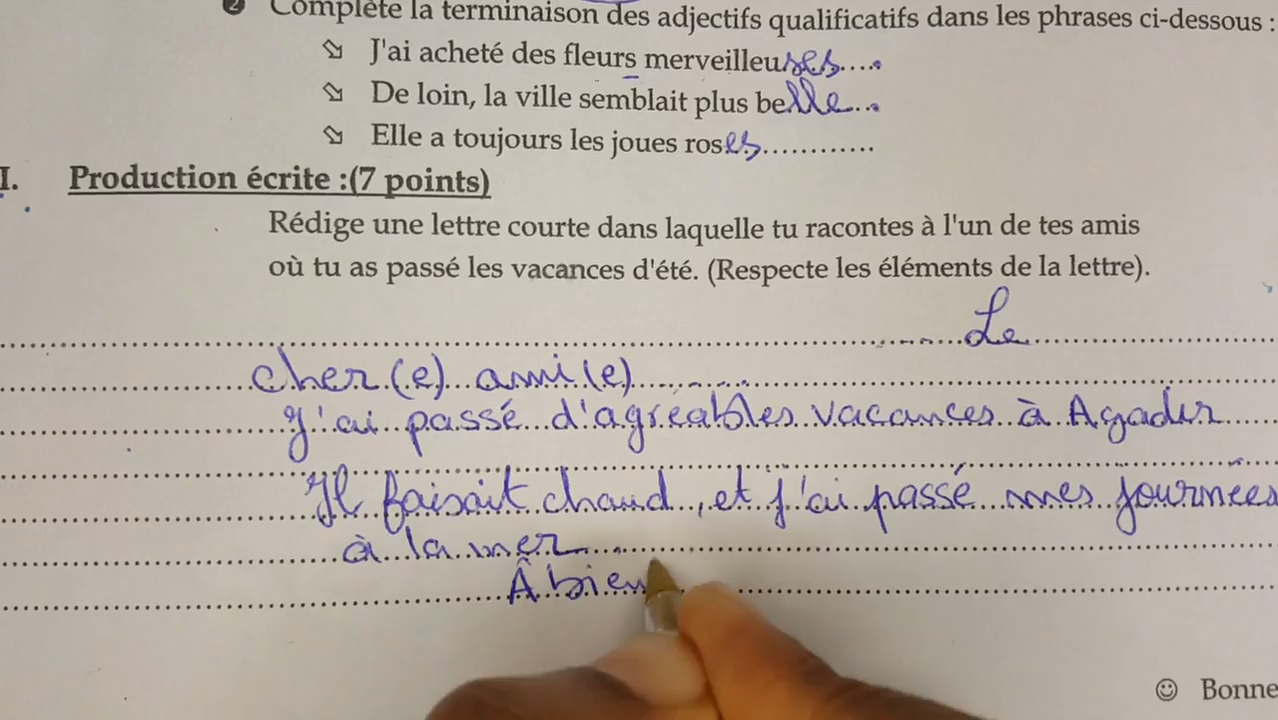 ❷ Complète la terminaison des adjectifs qualificatifs dans les phrases ci-dessous :
J'ai acheté des fleurs merveilleuses....
De loin, la ville semblait plus belle...
Elle a toujours les joues roses............
I. Production écrite :(7 points)
Rédige une lettre courte dans laquelle tu racontes à l'un de tes amis
où tu as passé les vacances d'été. (Respecte les éléments de la lettre).
Le
cher(e) ami(e)
J'ai passé d'agréables vacances à Agadir
Il faisait chaud, et j'ai passé mes journées
à la mer
Â bien
☺ Bonne